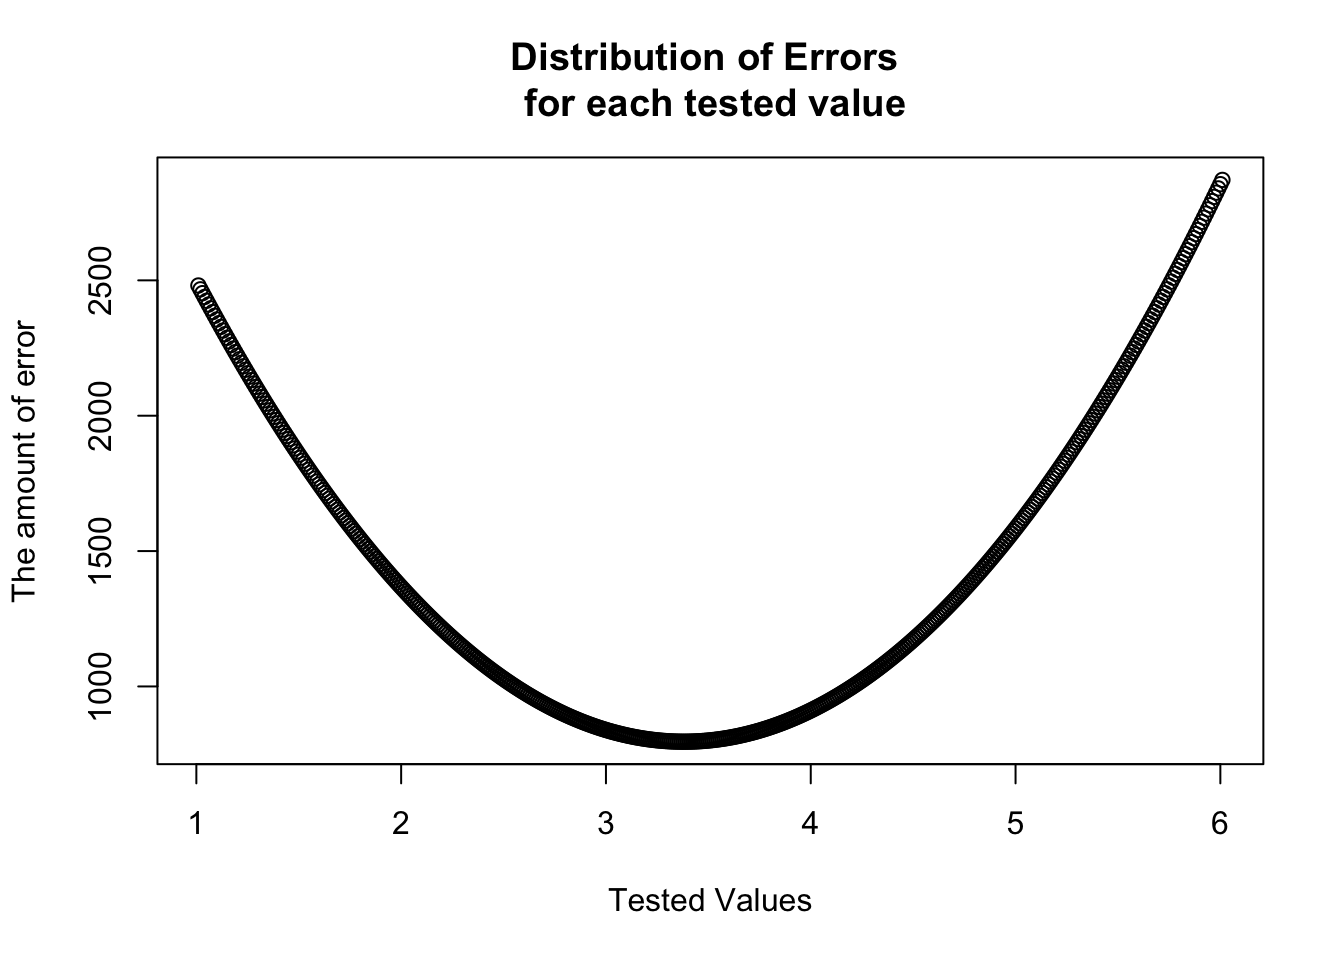 Distribution of Errors
for each tested value
The amount of error
2500
2000
1500
1000
1 2 3 4 5 6
Tested Values